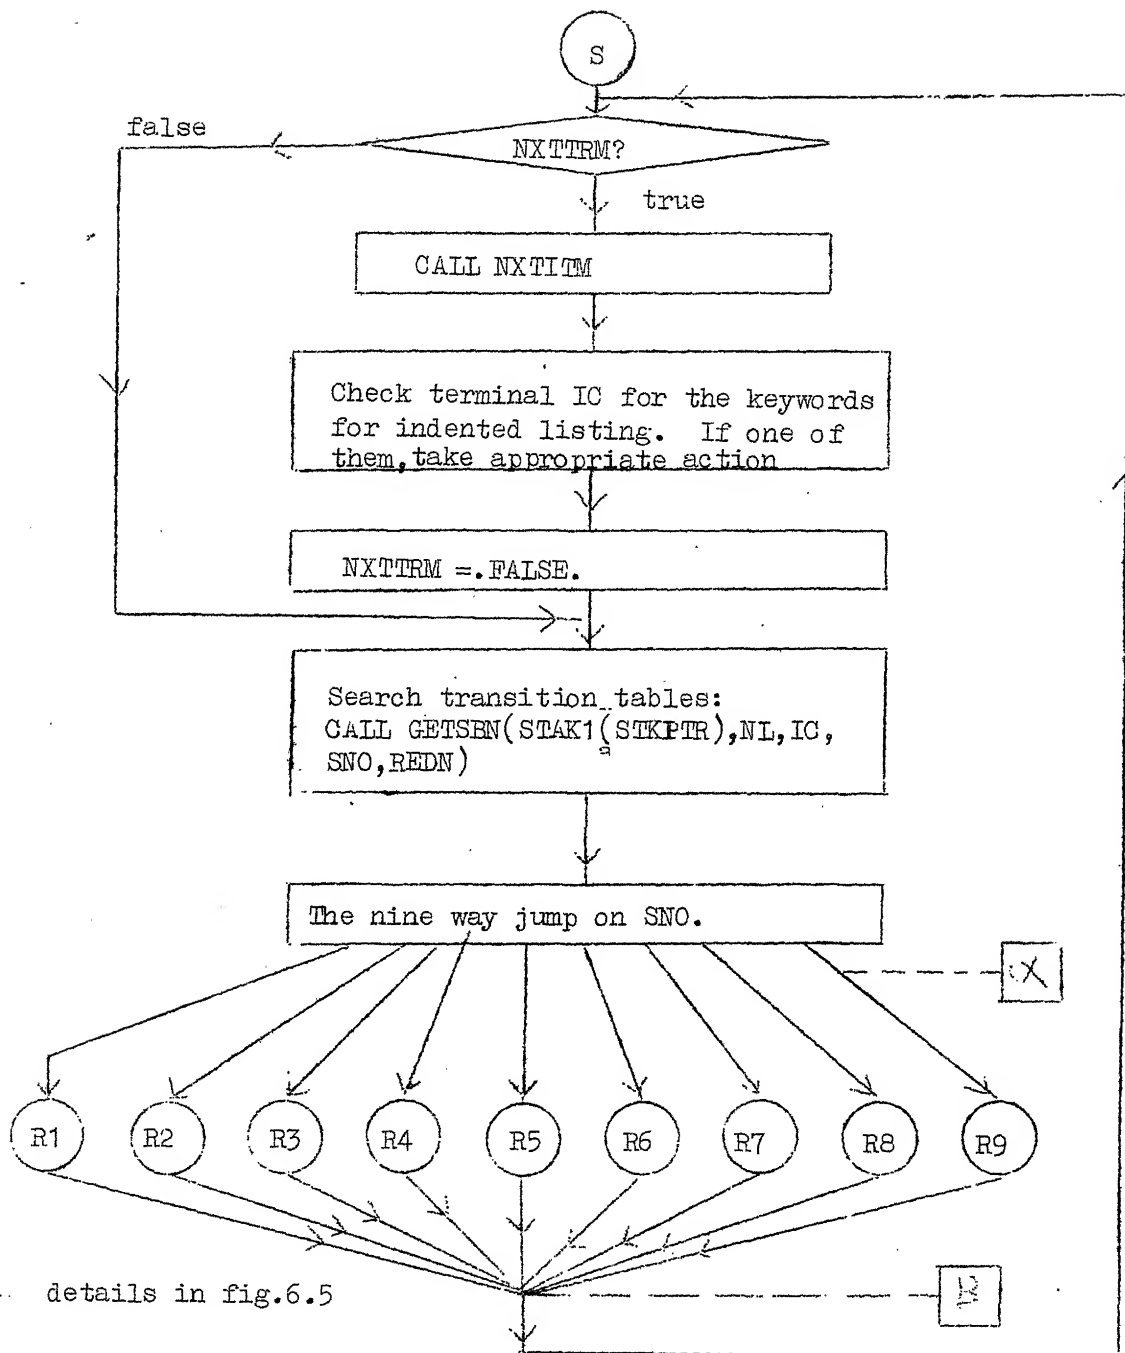 S
false
NXTTRM?
true
CALL NXTITM
Check terminal IC for the keywords
for indented listing. If one of
them,take appropriate action
NXTTRM =.FALSE.
Search transition tables:
CALL GETSBN(STAK1(STKPTR),NL,IC,
SNO,REDN)
The nine way jump on SNO.
X
R1 R2 R3 R4 R5 R6 R7 R8 R9
details in fig.6.5